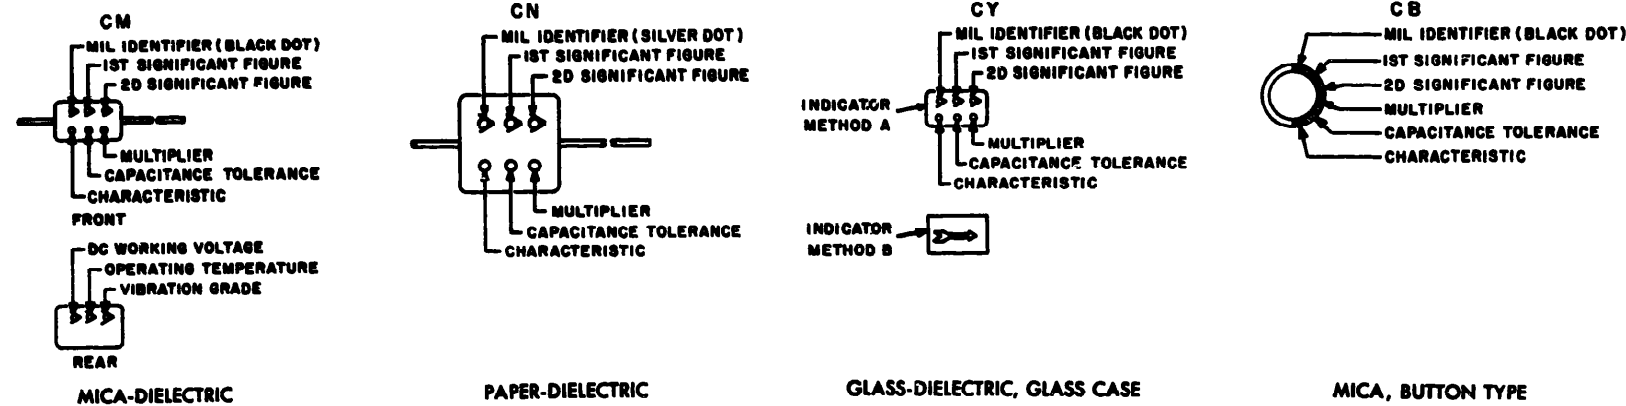 CM
MIL IDENTIFIER (BLACK DOT)
1ST SIGNIFICANT FIGURE
2D SIGNIFICANT FIGURE
MULTIPLIER
CAPACITANCE TOLERANCE
CHARACTERISTIC
FRONT
DC WORKING VOLTAGE
OPERATING TEMPERATURE
VIBRATION GRADE
REAR
MICA-DIELECTRIC
CN
MIL IDENTIFIER (SILVER DOT)
1ST SIGNIFICANT FIGURE
2D SIGNIFICANT FIGURE
MULTIPLIER
CAPACITANCE TOLERANCE
CHARACTERISTIC
PAPER-DIELECTRIC
CY
MIL IDENTIFIER (BLACK DOT)
1ST SIGNIFICANT FIGURE
2D SIGNIFICANT FIGURE
INDICATOR
METHOD A
MULTIPLIER
CAPACITANCE TOLERANCE
CHARACTERISTIC
INDICATOR
METHOD B
GLASS-DIELECTRIC, GLASS CASE
CB
MIL IDENTIFIER (BLACK DOT)
1ST SIGNIFICANT FIGURE
2D SIGNIFICANT FIGURE
MULTIPLIER
CAPACITANCE TOLERANCE
CHARACTERISTIC
MICA, BUTTON TYPE